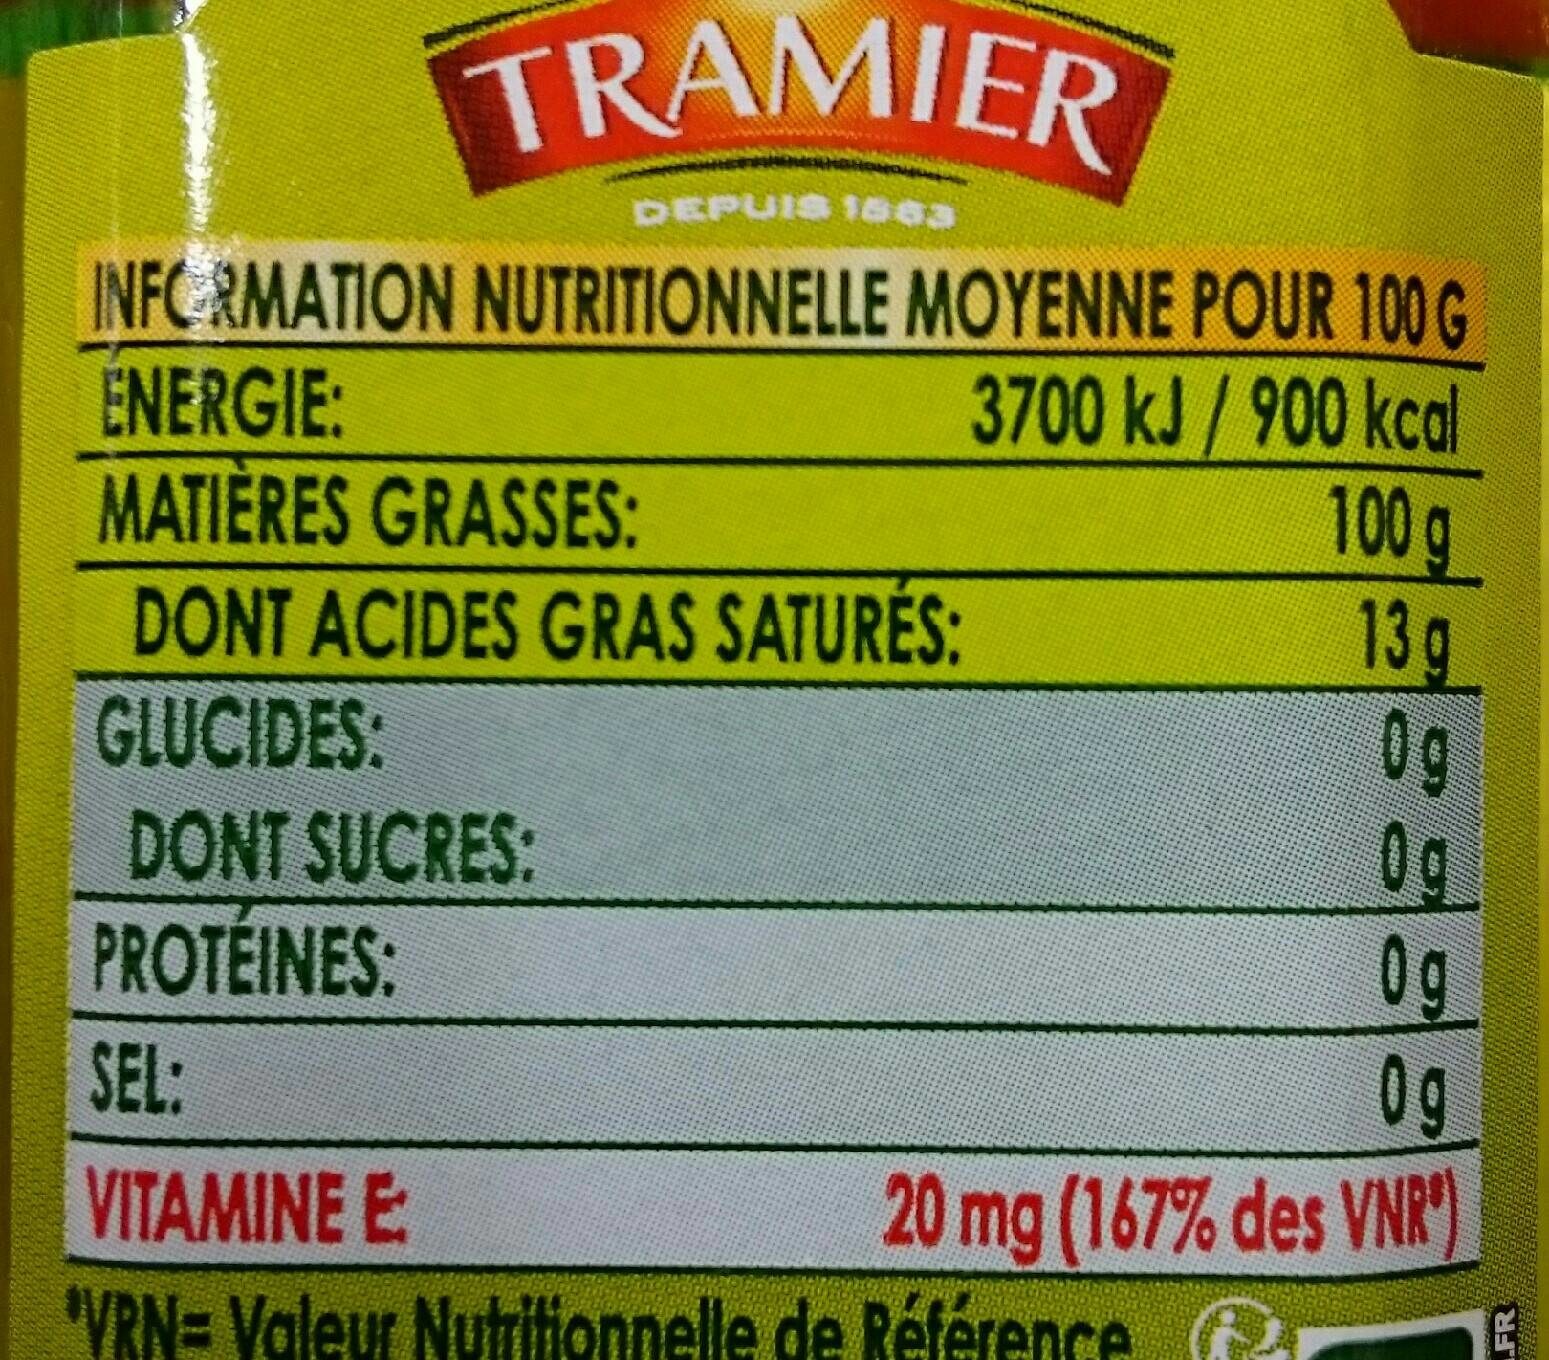 TRAMIER
DEPUIS 1863
INFORMATION NUTRITIONNELLE MOYENNE POUR 100 G
ÉNERGIE: 3700 kJ / 900 kcal
MATIÈRES GRASSES: 100 g
DONT ACIDES GRAS SATURÉS: 13 g
GLUCIDES: 0 g
DONT SUCRES: 0 g
PROTÉINES: 0 g
SEL: 0 g
VITAMINE E: 20 mg (167% des VNR*)
*VRN= Valeur Nutritionnelle de Référence
.FR